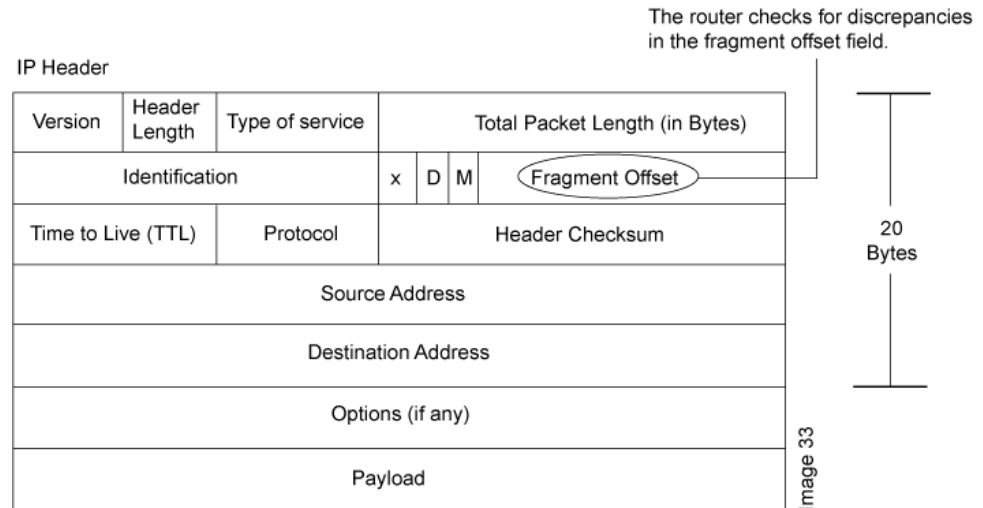 The router checks for discrepancies
in the fragment offset field.
IP Header
Version
Header
Length
Type of service
Total Packet Length (in Bytes)
Identification
x
D
M
Fragment Offset
Time to Live (TTL)
Protocol
Header Checksum
20
Bytes
Source Address
Destination Address
Options (if any)
Payload
Image 33